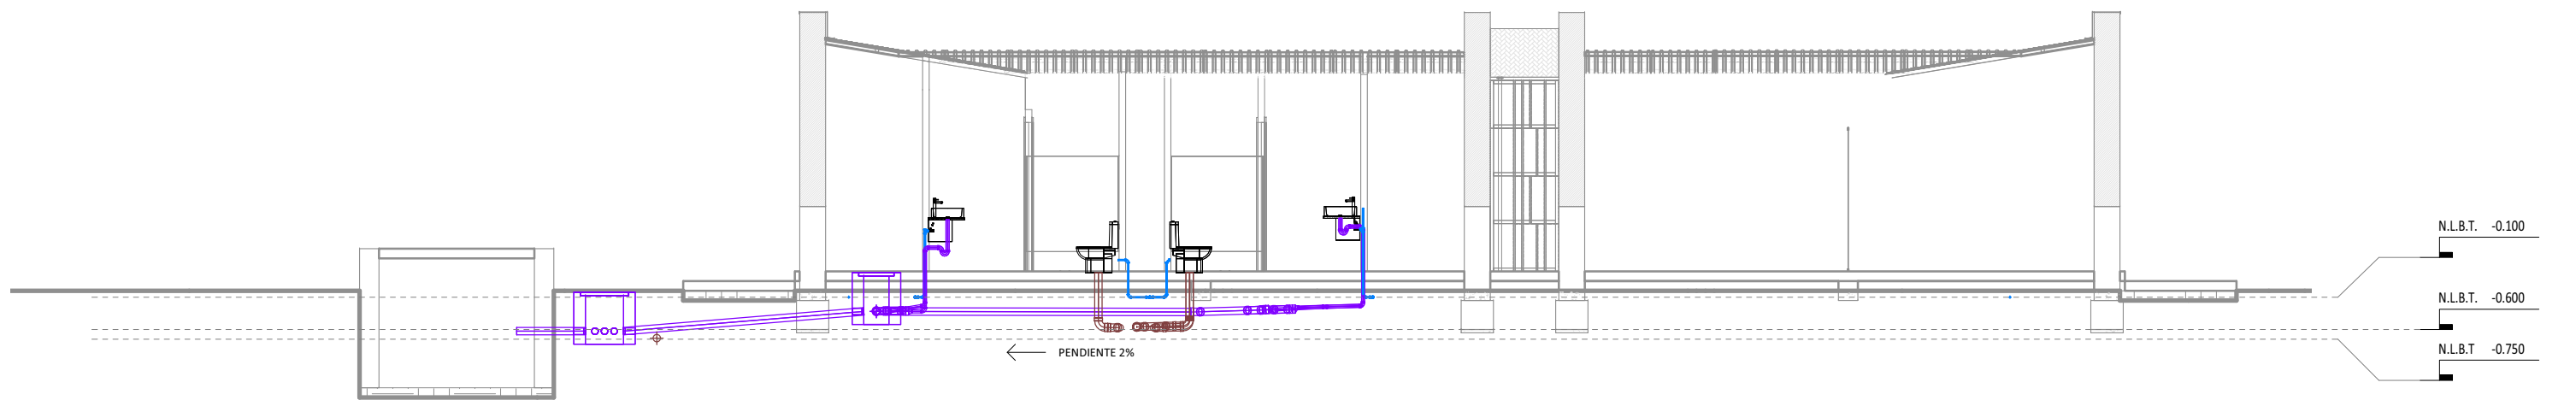 N.L.B.T. -0.100
N.L.B.T. -0.600
N.L.B.T -0.750
PENDIENTE 2%